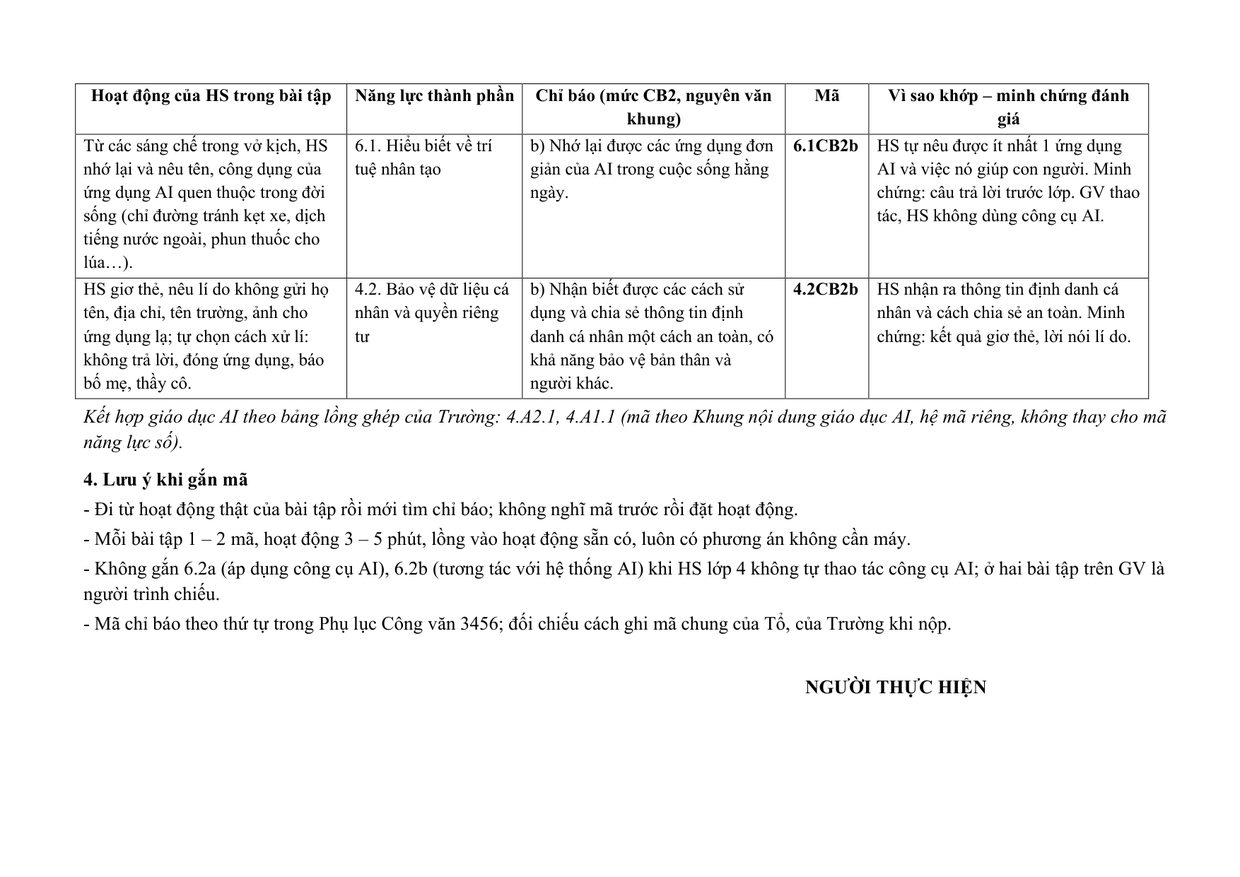 Hoạt động của HS trong bài tập
Năng lực thành phần
Chỉ báo (mức CB2, nguyên văn
khung)
Mã
Vì sao khớp – minh chứng đánh
giá
Từ các sáng chế trong vở kịch, HS
nhớ lại và nêu tên, công dụng của
ứng dụng AI quen thuộc trong đời
sống (chỉ đường tránh kẹt xe, dịch
tiếng nước ngoài, phun thuốc cho
lúa…).
6.1. Hiểu biết về trí
tuệ nhân tạo
b) Nhớ lại được các ứng dụng đơn
giản của AI trong cuộc sống hằng
ngày.
6.1CB2b
HS tự nêu được ít nhất 1 ứng dụng
AI và việc nó giúp con người. Minh
chứng: câu trả lời trước lớp. GV thao
tác, HS không dùng công cụ AI.
HS giơ thẻ, nêu lí do không gửi họ
tên, địa chỉ, tên trường, ảnh cho
ứng dụng lạ; tự chọn cách xử lí:
không trả lời, đóng ứng dụng, báo
bố mẹ, thầy cô.
4.2. Bảo vệ dữ liệu cá
nhân và quyền riêng
tư
b) Nhận biết được các cách sử
dụng và chia sẻ thông tin định
danh cá nhân một cách an toàn, có
khả năng bảo vệ bản thân và
người khác.
4.2CB2b
HS nhận ra thông tin định danh cá
nhân và cách chia sẻ an toàn. Minh
chứng: kết quả giơ thẻ, lời nói lí do.
Kết hợp giáo dục AI theo bảng lồng ghép của Trường: 4.A2.1, 4.A1.1 (mã theo Khung nội dung giáo dục AI, hệ mã riêng, không thay cho mã
năng lực số).
4. Lưu ý khi gắn mã
- Đi từ hoạt động thật của bài tập rồi mới tìm chỉ báo; không nghĩ mã trước rồi đặt hoạt động.
- Mỗi bài tập 1 – 2 mã, hoạt động 3 – 5 phút, lồng vào hoạt động sẵn có, luôn có phương án không cần máy.
- Không gắn 6.2a (áp dụng công cụ AI), 6.2b (tương tác với hệ thống AI) khi HS lớp 4 không tự thao tác công cụ AI; ở hai bài tập trên GV là
người trình chiếu.
- Mã chỉ báo theo thứ tự trong Phụ lục Công văn 3456; đối chiếu cách ghi mã chung của Tổ, của Trường khi nộp.
NGƯỜI THỰC HIỆN